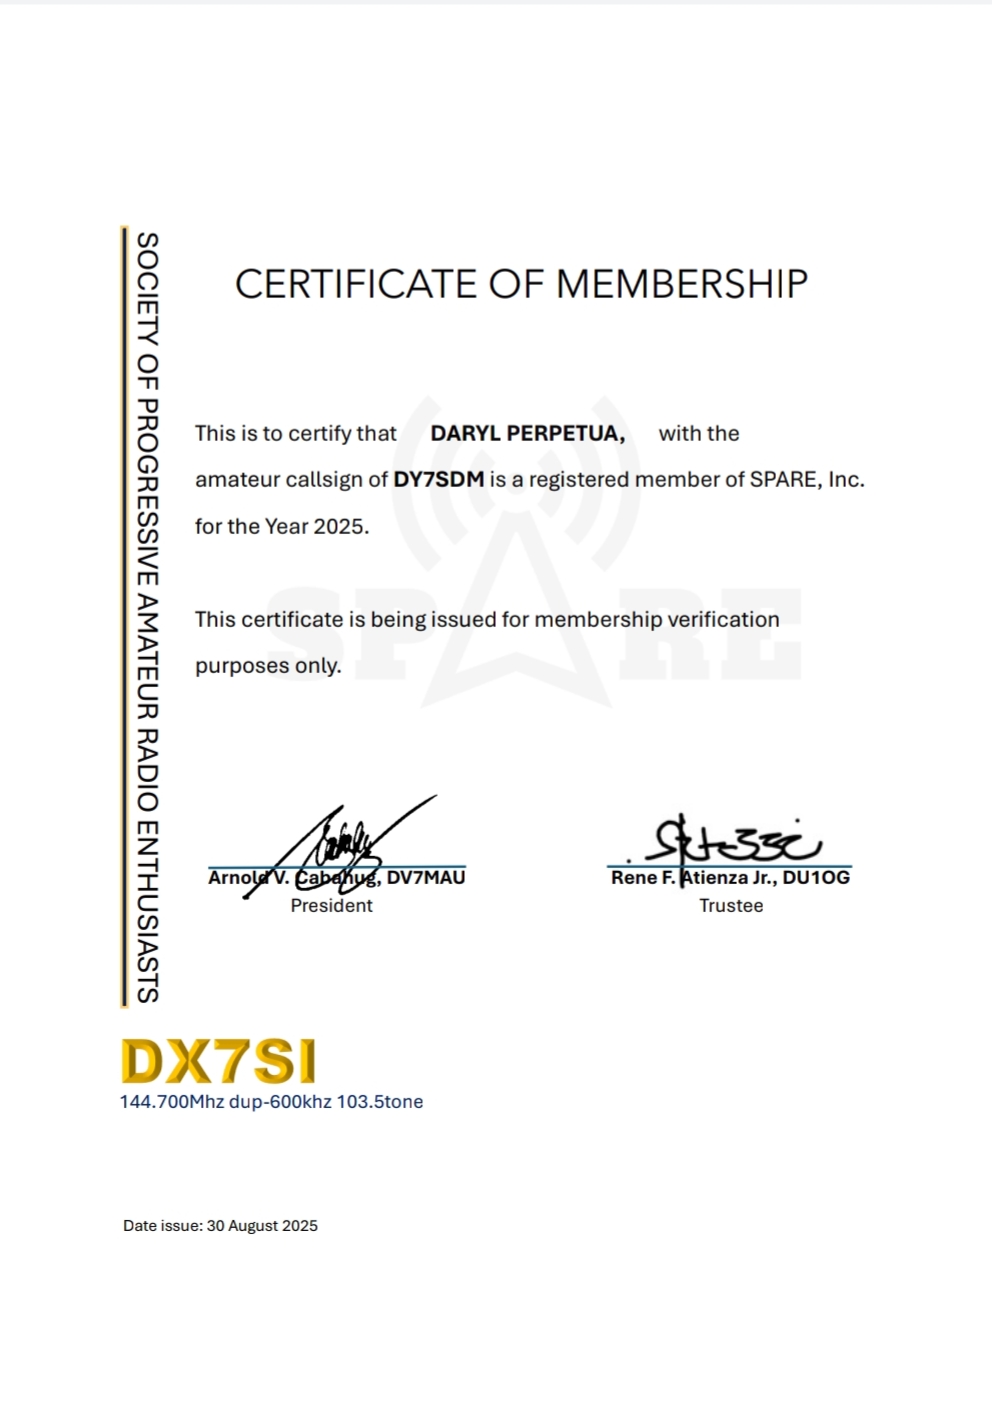 SOCIETY OF PROGRESSIVE AMATEUR RADIO ENTHUSIASTS
CERTIFICATE OF MEMBERSHIP
This is to certify that DARYL PERPETUA, with the
amateur callsign of DY7SDM is a registered member of SPARE, Inc.
for the Year 2025.
SPARE
This certificate is being issued for membership verification
purposes only.
Arnold V. Cabahug, DV7MAU
President
Rene F. Atienza Jr., DU1OG
Trustee
DX7SI
144.700Mhz dup-600khz 103.5tone
Date issue: 30 August 2025